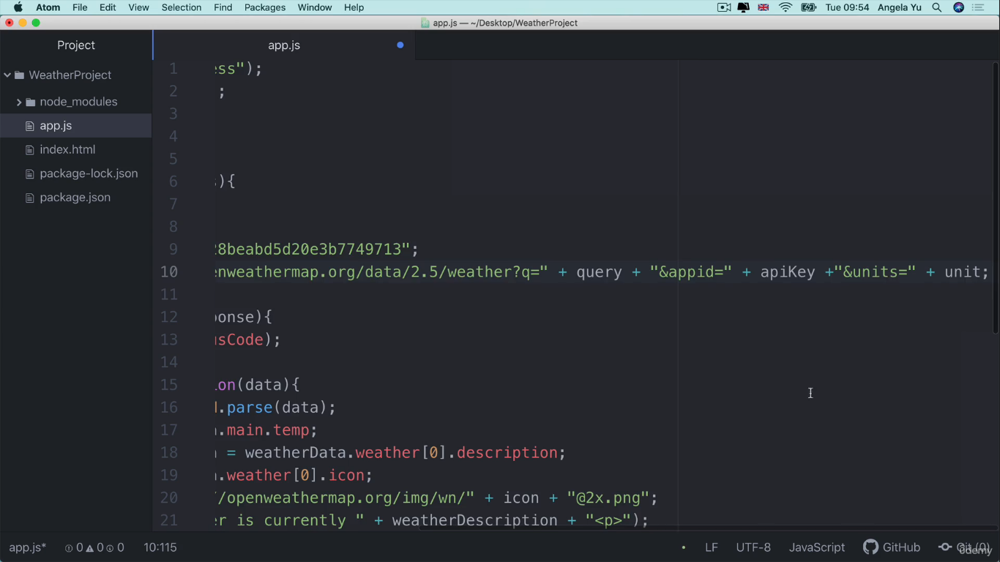 Atom File Edit View Selection Find Packages Window Help Tue 09:54 Angela Yu
app.js — ~/Desktop/WeatherProject
Project
app.js
WeatherProject
node_modules
app.js
index.html
package-lock.json
package.json
1 ess");
2 ;
3
4
5
6 s){
7
8
9 28beabd5d20e3b7749713";
10 enweathermap.org/data/2.5/weather?q=" + query + "&appid=" + apiKey +"&units=" + unit;
11
12 ponse){
13 usCode);
14
15 ion(data){
16 .parse(data);
17 .main.temp;
18 = weatherData.weather[0].description;
19 .weather[0].icon;
20 //openweathermap.org/img/wn/" + icon + "@2x.png";
21 er is currently " + weatherDescription + "<p>");
app.js* 0 0 0 10:115 LF UTF-8 JavaScript GitHub Git (0)
udemy